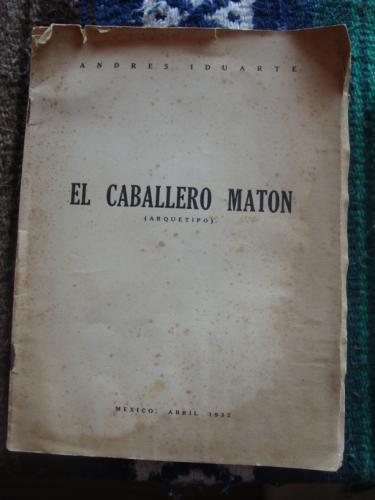 ANDRES IDUARTE
EL CABALLERO MATON
(ARQUETIPO)
MEXICO, ABRIL 1932